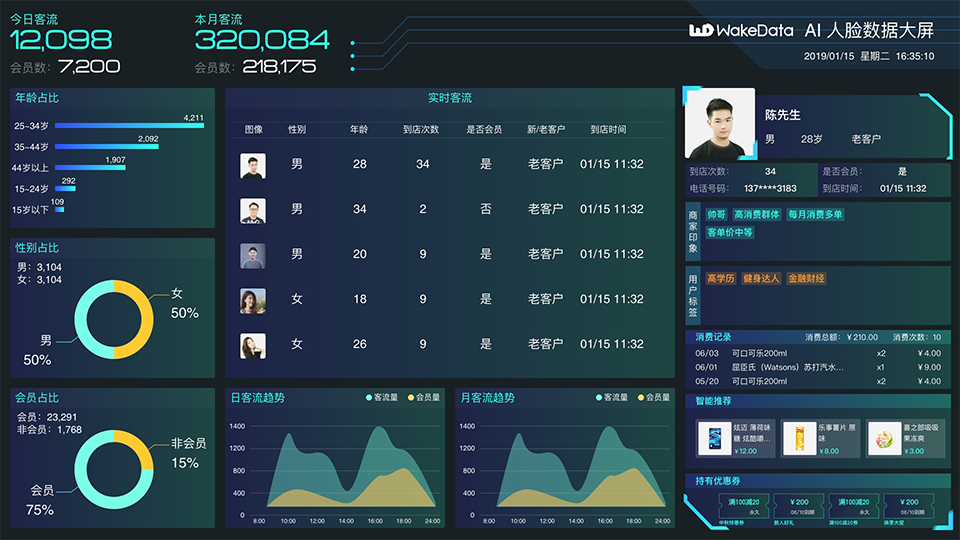 今日客流
12,098
会员数：7,200
本月客流
320,084
会员数：218,175
WakeData AI 人脸数据大屏
2019/01/15 星期二 16:35:10
年龄占比
25~34岁 4,211
35~44岁 2,092
44岁以上 1,907
15~24岁 292
15岁以下 109
性别占比
男：3,104
女：3,104
女
50%
男
50%
会员占比
会员：23,291
非会员：1,768
非会员
15%
会员
75%
实时客流
图像 性别 年龄 到店次数 是否会员 新/老客户 到店时间
男 28 34 是 老客户 01/15 11:32
男 34 2 否 老客户 01/15 11:32
男 20 9 是 老客户 01/15 11:32
女 18 9 是 老客户 01/15 11:32
女 26 9 是 老客户 01/15 11:32
日客流趋势 客流量 会员量
1400
1200
800
600
400
0
8:00 10:00 12:00 14:00 16:00 18:00 24:00
月客流趋势 客流量 会员量
1400
1200
800
600
400
0
8:00 10:00 12:00 14:00 16:00 18:00 24:00
陈先生
男 28岁 老客户
到店次数： 34 是否会员： 是
电话号码： 137****3183 到店时间： 01/15 11:32
商家印象
帅哥 高消费群体 每月消费多单
客单价中等
用户标签
高学历 健身达人 金融财经
消费记录 消费总额：￥210.00 消费次数：10
06/03 可口可乐200ml x2 ￥4.00
06/01 屈臣氏（Watsons）苏打汽水... x1 ￥9.00
05/20 可口可乐200ml x2 ￥4.00
智能推荐
炫迈 薄荷味
糖 炫酷嚼...
￥12.00
乐事薯片 原
味
￥8.00
喜之郎吸吸
果冻爽
￥3.00
持有优惠券
满100减20
永久
中秋特惠券
￥200
06/10到期
新人好礼
满100减20
永久
满100减20券
￥200
06/10到期
换季大促